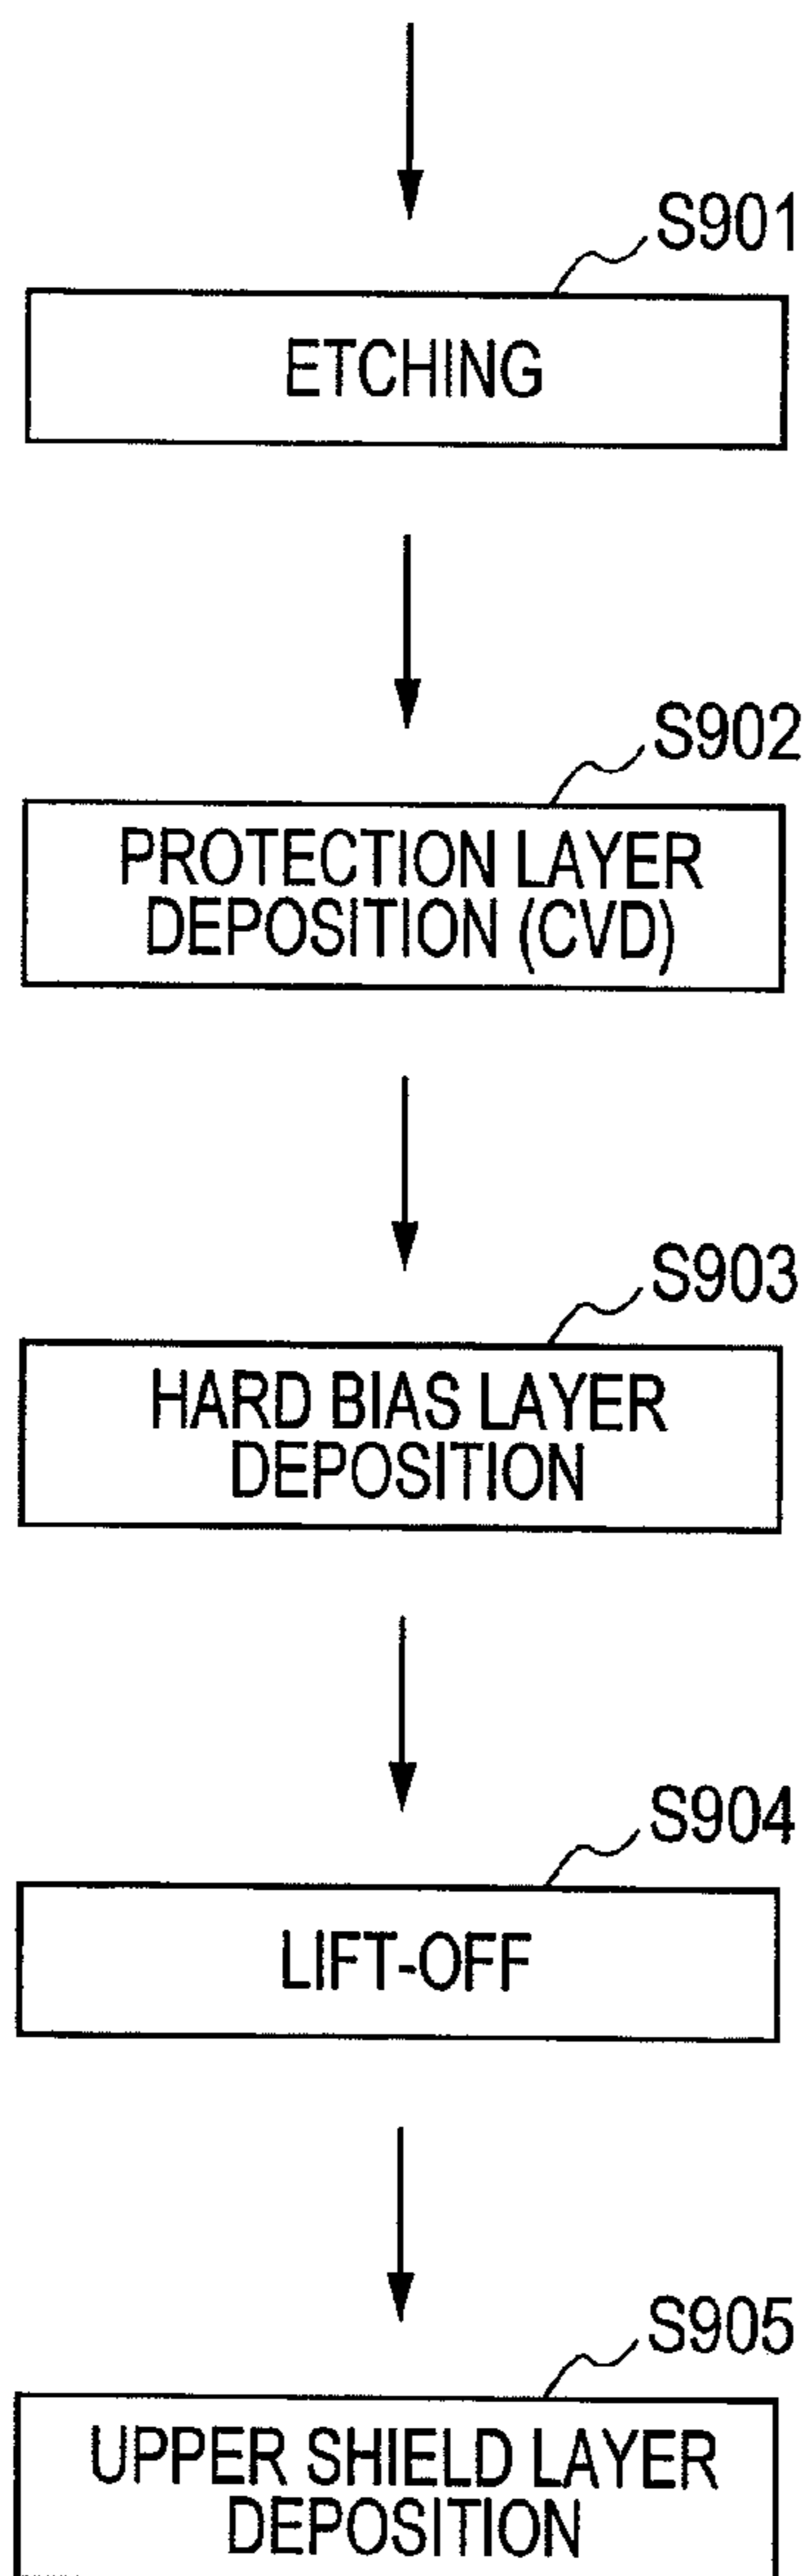 S901
ETCHING
S902
PROTECTION LAYER
DEPOSITION (CVD)
S903
HARD BIAS LAYER
DEPOSITION
S904
LIFT-OFF
S905
UPPER SHIELD LAYER
DEPOSITION